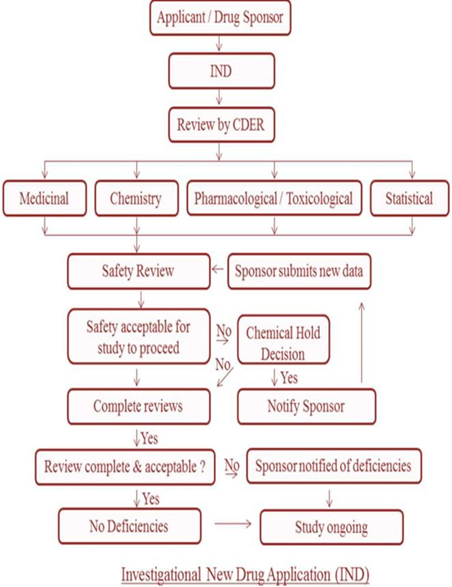 Applicant / Drug Sponsor
IND
Review by CDER
Medicinal
Chemistry
Pharmacological / Toxicological
Statistical
Safety Review
Sponsor submits new data
Safety acceptable for
study to proceed
No
Chemical Hold
Decision
No
Yes
Complete reviews
Notify Sponsor
Yes
Review complete & acceptable ?
No
Sponsor notified of deficiencies
Yes
No Deficiencies
Study ongoing
Investigational New Drug Application (IND)